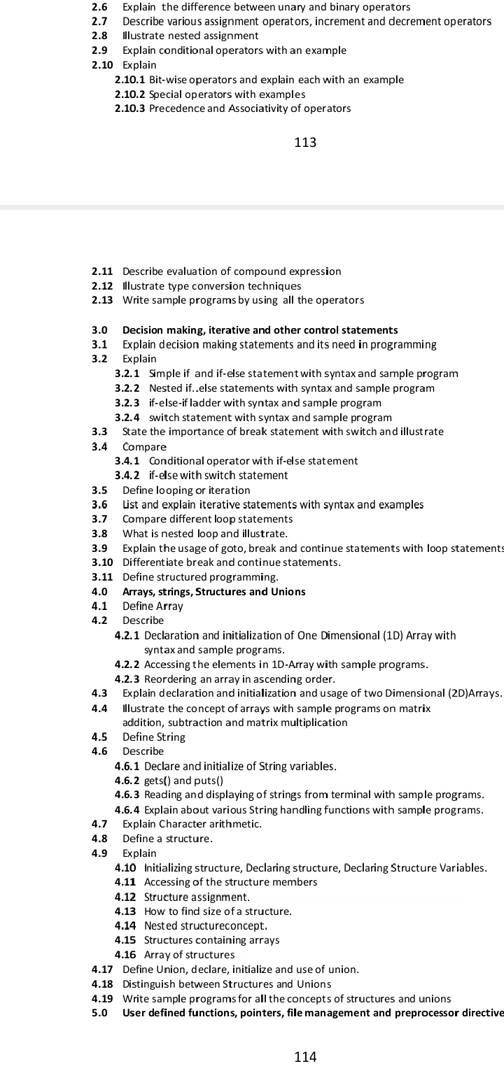 2.6 Explain the difference between unary and binary operators
2.7 Describe various assignment operators, increment and decrement operators
2.8 Illustrate nested assignment
2.9 Explain conditional operators with an example
2.10 Explain
2.10.1 Bit-wise operators and explain each with an example
2.10.2 Special operators with examples
2.10.3 Precedence and Associativity of operators
113
2.11 Describe evaluation of compound expression
2.12 Illustrate type conversion techniques
2.13 Write sample programs by using all the operators
3.0 Decision making, iterative and other control statements
3.1 Explain decision making statements and its need in programming
3.2 Explain
3.2.1 Simple if and if-else statement with syntax and sample program
3.2.2 Nested if..else statements with syntax and sample program
3.2.3 if-else-if ladder with syntax and sample program
3.2.4 switch statement with syntax and sample program
3.3 State the importance of break statement with switch and illustrate
3.4 Compare
3.4.1 Conditional operator with if-else statement
3.4.2 if-else with switch statement
3.5 Define looping or iteration
3.6 List and explain iterative statements with syntax and examples
3.7 Compare different loop statements
3.8 What is nested loop and illustrate.
3.9 Explain the usage of goto, break and continue statements with loop statements
3.10 Differentiate break and continue statements.
3.11 Define structured programming.
4.0 Arrays, strings, Structures and Unions
4.1 Define Array
4.2 Describe
4.2.1 Declaration and initialization of One Dimensional (1D) Array with
syntax and sample programs.
4.2.2 Accessing the elements in 1D-Array with sample programs.
4.2.3 Reordering an array in ascending order.
4.3 Explain declaration and initialization and usage of two Dimensional (2D)Arrays.
4.4 Illustrate the concept of arrays with sample programs on matrix
addition, subtraction and matrix multiplication
4.5 Define String
4.6 Describe
4.6.1 Declare and initialize of String variables.
4.6.2 gets() and puts()
4.6.3 Reading and displaying of strings from terminal with sample programs.
4.6.4 Explain about various String handling functions with sample programs.
4.7 Explain Character arithmetic.
4.8 Define a structure.
4.9 Explain
4.10 Initializing structure, Declaring structure, Declaring Structure Variables.
4.11 Accessing of the structure members
4.12 Structure assignment.
4.13 How to find size of a structure.
4.14 Nested structureconcept.
4.15 Structures containing arrays
4.16 Array of structures
4.17 Define Union, declare, initialize and use of union.
4.18 Distinguish between Structures and Unions
4.19 Write sample programs for all the concepts of structures and unions
5.0 User defined functions, pointers, file management and preprocessor directive
114